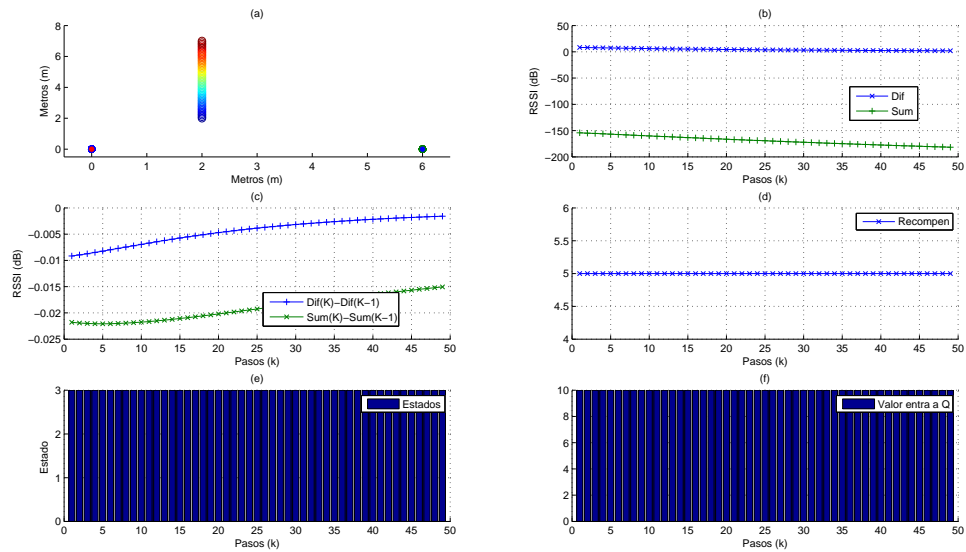 (a)
8
6
4
2
0
Metros (m)
0 1 2 3 4 5 6
Metros (m)
(b)
50
0
−50
−100
−150
−200
RSSI (dB)
Dif
Sum
0 5 10 15 20 25 30 35 40 45 50
Pasos (k)
(c)
0
−0.005
−0.01
−0.015
−0.02
−0.025
RSSI (dB)
Dif(K)−Dif(K−1)
Sum(K)−Sum(K−1)
0 5 10 15 20 25 30 35 40 45 50
Pasos (k)
(d)
6
5.5
5
4.5
4
Recompen
0 5 10 15 20 25 30 35 40 45 50
Pasos (k)
(e)
3
2
1
0
Estado
Estados
0 5 10 15 20 25 30 35 40 45 50
Pasos (k)
(f)
10
8
6
4
2
0
Valor entra a Q
0 5 10 15 20 25 30 35 40 45 50
Pasos (k)